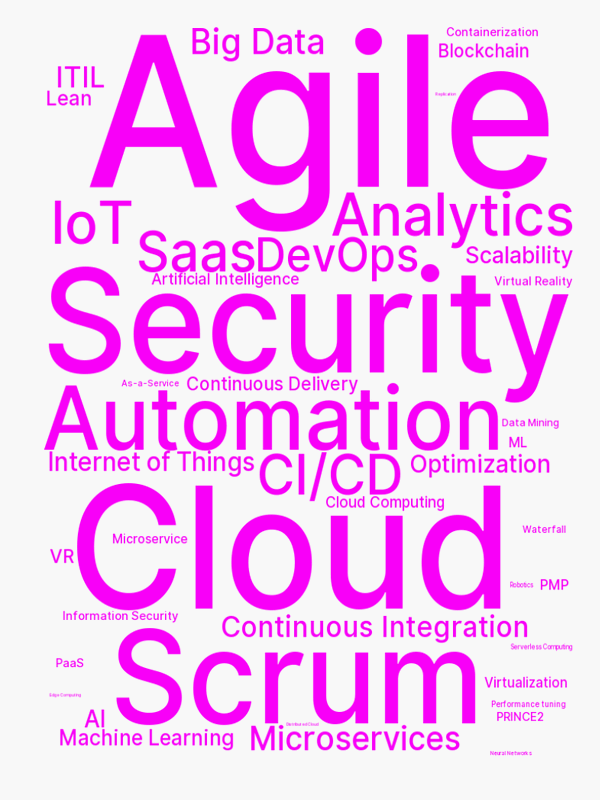 Big Data
Containerization
Blockchain
Agile
ITIL
Lean
Replication
IoT
Analytics
SaasDevOps
Scalability
Artificial Intelligence
Virtual Reality
Security
As-a-Service
Continuous Delivery
Automation
Data Mining
ML
Internet of Things
CI/CD
Optimization
Cloud Computing
Cloud
Waterfall
Microservice
VR
Robotics
PMP
Information Security
Continuous Integration
Serverless Computing
Scrum
PaaS
Virtualization
Edge Computing
Performance tuning
AI
PRINCE2
Distributed Cloud
Machine Learning
Microservices
Neural Networks